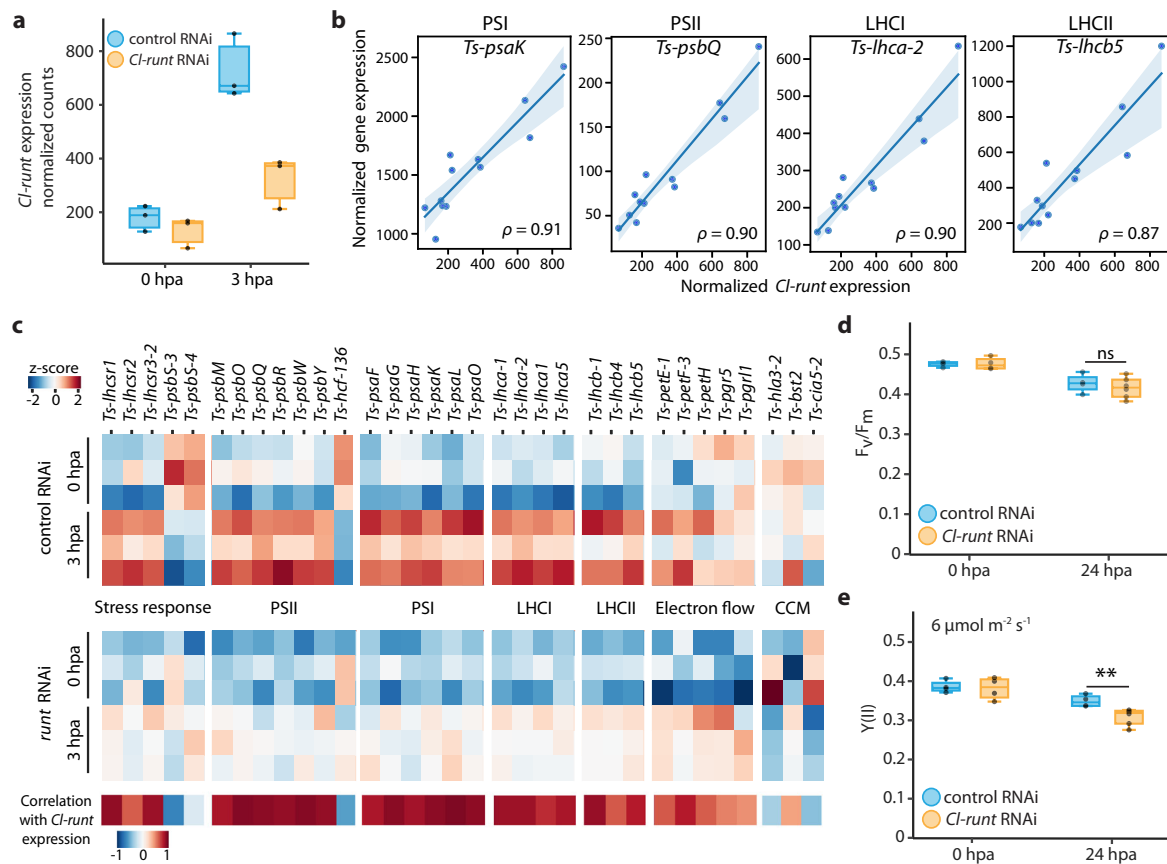 a
control RNAi
Cl-runt RNAi
Cl-runt expression
normalized counts
800
600
400
200
0 hpa
3 hpa
b
PSI
PSII
LHCI
LHCII
Ts-psaK
Ts-psbQ
Ts-lhca-2
Ts-lhcb5
Normalized gene expression
2500
2000
1500
1000
250
200
150
100
50
600
500
400
300
200
100
1200
1000
800
600
400
200
ρ = 0.91
ρ = 0.90
ρ = 0.90
ρ = 0.87
200 400 600 800
200 400 600 800
200 400 600 800
200 400 600 800
Normalized Cl-runt expression
c
z-score
-2 0 2
Ts-lhcsr1
Ts-lhcsr2
Ts-lhcsr3-2
Ts-psbS-3
Ts-psbS-4
Ts-psbM
Ts-psbO
Ts-psbQ
Ts-psbR
Ts-psbW
Ts-psbY
Ts-hcf-136
Ts-psaF
Ts-psaG
Ts-psaH
Ts-psaK
Ts-psaL
Ts-psaO
Ts-lhca-1
Ts-lhca-2
Ts-lhca1
Ts-lhca5
Ts-lhcb-1
Ts-lhcb4
Ts-lhcb5
Ts-petE-1
Ts-petF-3
Ts-petH
Ts-pgr5
Ts-pgrl1
Ts-hla3-2
Ts-bst2
Ts-cia5-2
control RNAi
0 hpa
3 hpa
Stress response
PSII
PSI
LHCI
LHCII
Electron flow
CCM
runt RNAi
0 hpa
3 hpa
Correlation
with Cl-runt
expression
-1 0 1
d
Fv/Fm
0.5
0.4
0.3
0.2
0.1
0
ns
control RNAi
Cl-runt RNAi
0 hpa
24 hpa
e
6 μmol m-2 s-1
Y(II)
0.5
0.4
0.3
0.2
0.1
0
**
control RNAi
Cl-runt RNAi
0 hpa
24 hpa